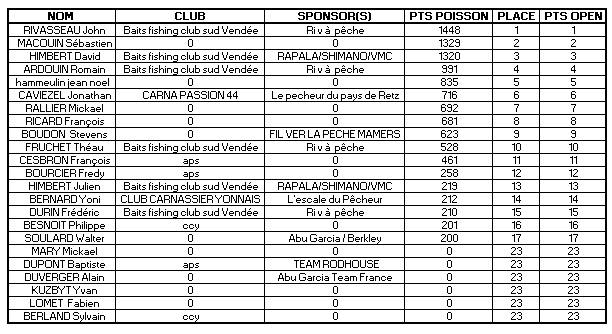 NOM CLUB SPONSOR(S) PTS POISSON PLACE PTS OPEN
RIVASSEAU John Baits fishing club sud Vendée Riv à pêche 1448 1 1
MACOUIN Sébastien 0 0 1329 2 2
HIMBERT David Baits fishing club sud Vendée RAPALA/SHIMANO/VMC 1320 3 3
ARDOUIN Romain Baits fishing club sud Vendée Riv à pêche 991 4 4
hammeulin jean noel 0 0 835 5 5
CAVIEZEL Jonathan CARNA PASSION 44 Le pecheur du pays de Retz 716 6 6
RALLIER Mickael 0 0 692 7 7
RICARD François 0 0 681 8 8
BOUDON Stevens 0 FIL VER LA PECHE MAMERS 623 9 9
FRUCHET Théau Baits fishing club sud Vendée Riv à pêche 528 10 10
CESBRON François aps 0 461 11 11
BOURCIER Fredy aps 0 258 12 12
HIMBERT Julien Baits fishing club sud Vendée RAPALA/SHIMANO/VMC 219 13 13
BERNARD Yoni CLUB CARNASSIER YONNAIS L'escale du Pêcheur 212 14 14
DURIN Frédéric Baits fishing club sud Vendée Riv à pêche 210 15 15
BESNOIT Philippe ccy 0 201 16 16
SOULARD Walter 0 Abu Garcia / Berkley 200 17 17
MARY Mickael 0 0 0 23 23
DUPONT Baptiste aps TEAM RODHOUSE 0 23 23
DUVERGER Alain 0 Abu Garcia Team France 0 23 23
KUZBYT Yvan 0 0 0 23 23
LOMET Fabien 0 0 0 23 23
BERLAND Sylvain ccy 0 0 23 23